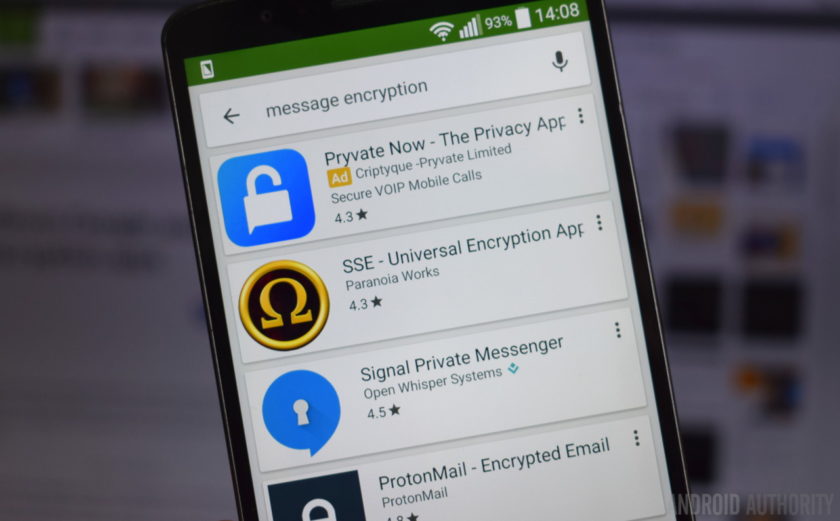 93% 14:08
message encryption
Pryvate Now - The Privacy App
Ad Criptyque -Pryvate Limited
Secure VOIP Mobile Calls
4.3★
SSE - Universal Encryption App
Paranoia Works
4.3★
Signal Private Messenger
Open Whisper Systems
4.5★
ProtonMail - Encrypted Email
ProtonMail
4.8★
ANDROID AUTHORITY